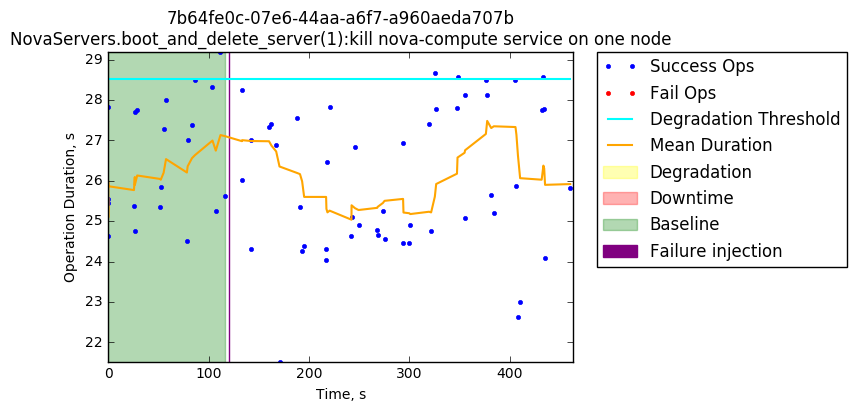 7b64fe0c-07e6-44aa-a6f7-a960aeda707b
NovaServers.boot_and_delete_server(1):kill nova-compute service on one node
29
28
27
26
25
24
23
22
Operation Duration, s
0 100 200 300 400
Time, s
Success Ops
Fail Ops
Degradation Threshold
Mean Duration
Degradation
Downtime
Baseline
Failure injection